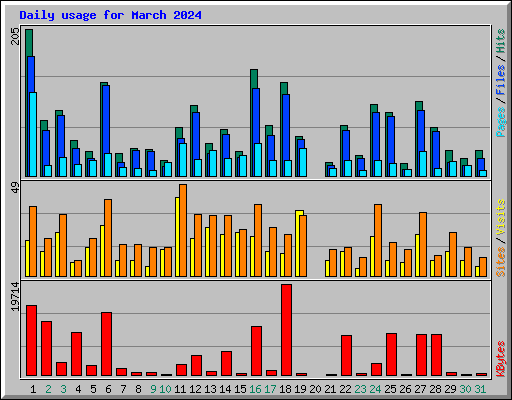 Daily usage for March 2024
205
Pages / Files / Hits
49
Sites / Visits
19714
KBytes
1 2 3 4 5 6 7 8 9 10 11 12 13 14 15 16 17 18 19 20 21 22 23 24 25 26 27 28 29 30 31